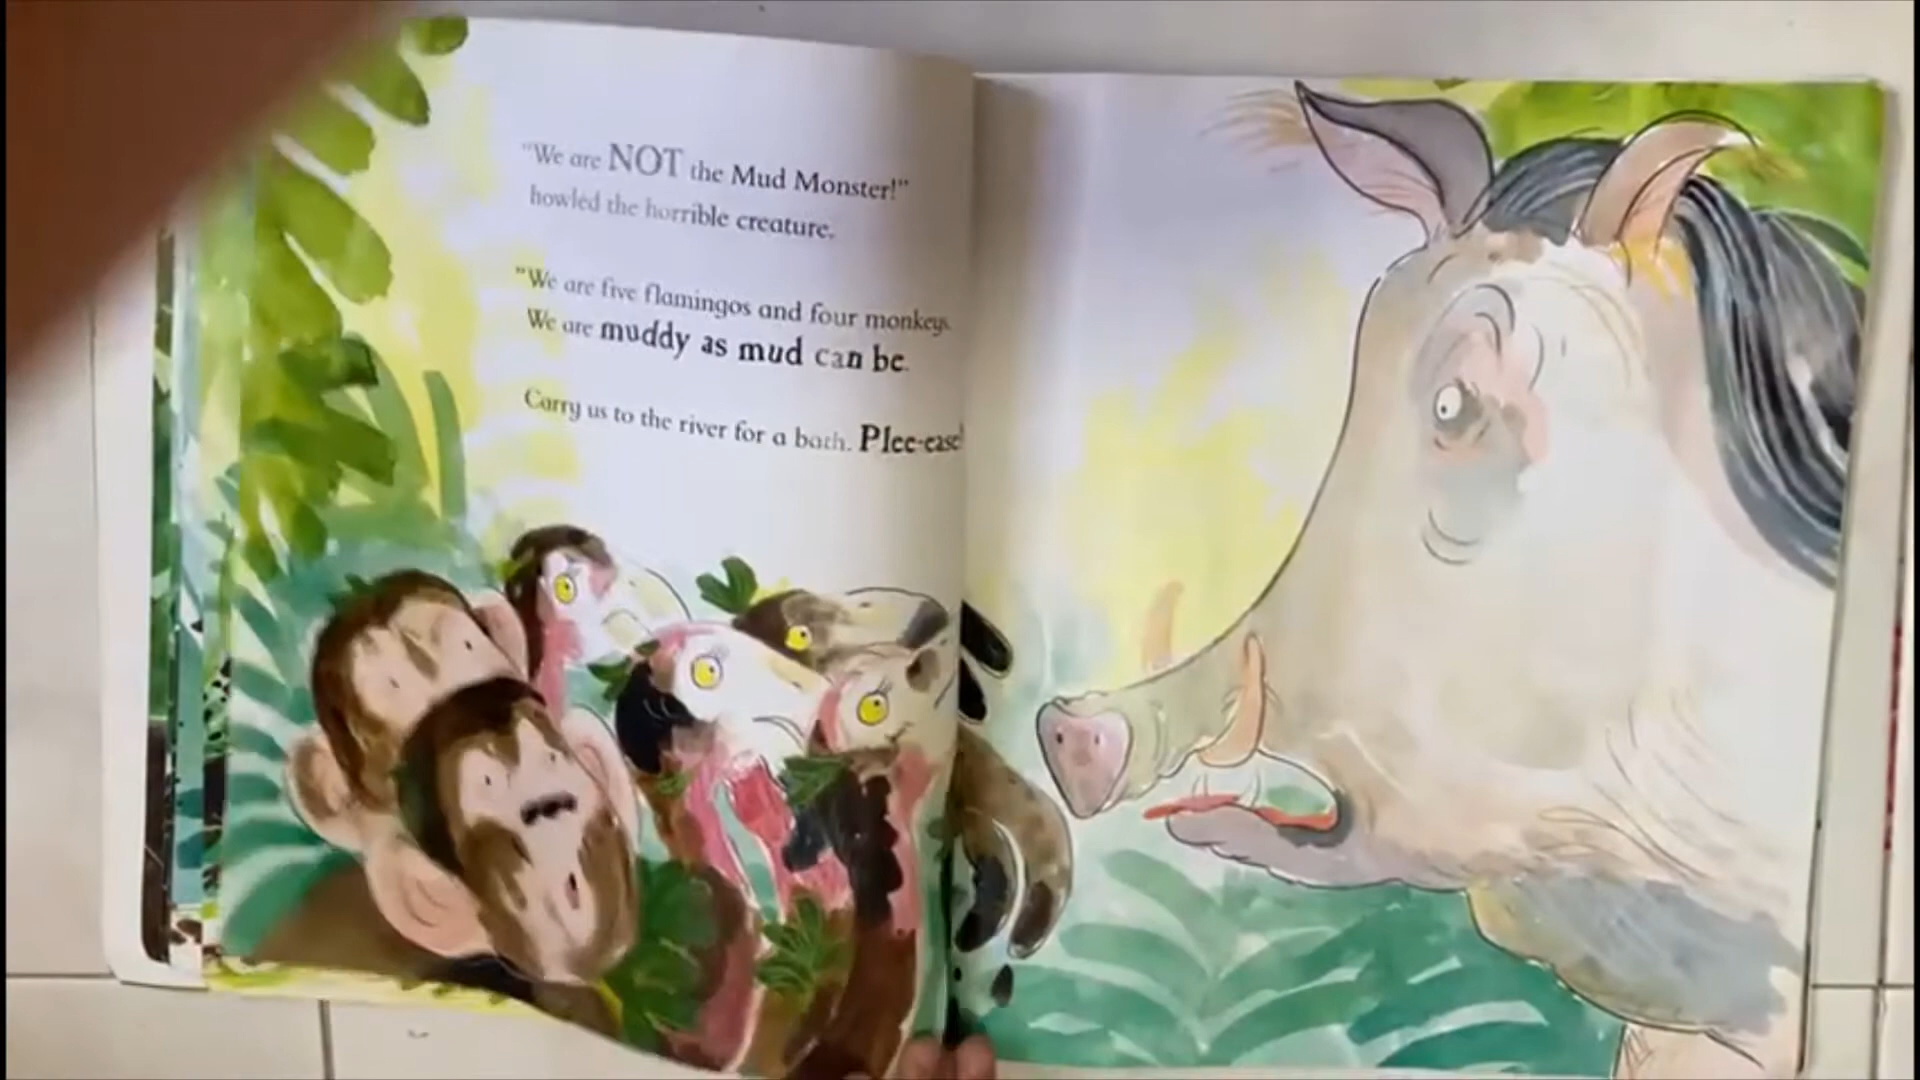 "We are NOT the Mud Monster!"
howled the horrible creature.
"We are five flamingos and four monkeys.
We are muddy as mud can be.
Carry us to the river for a bath. Plee-ease!